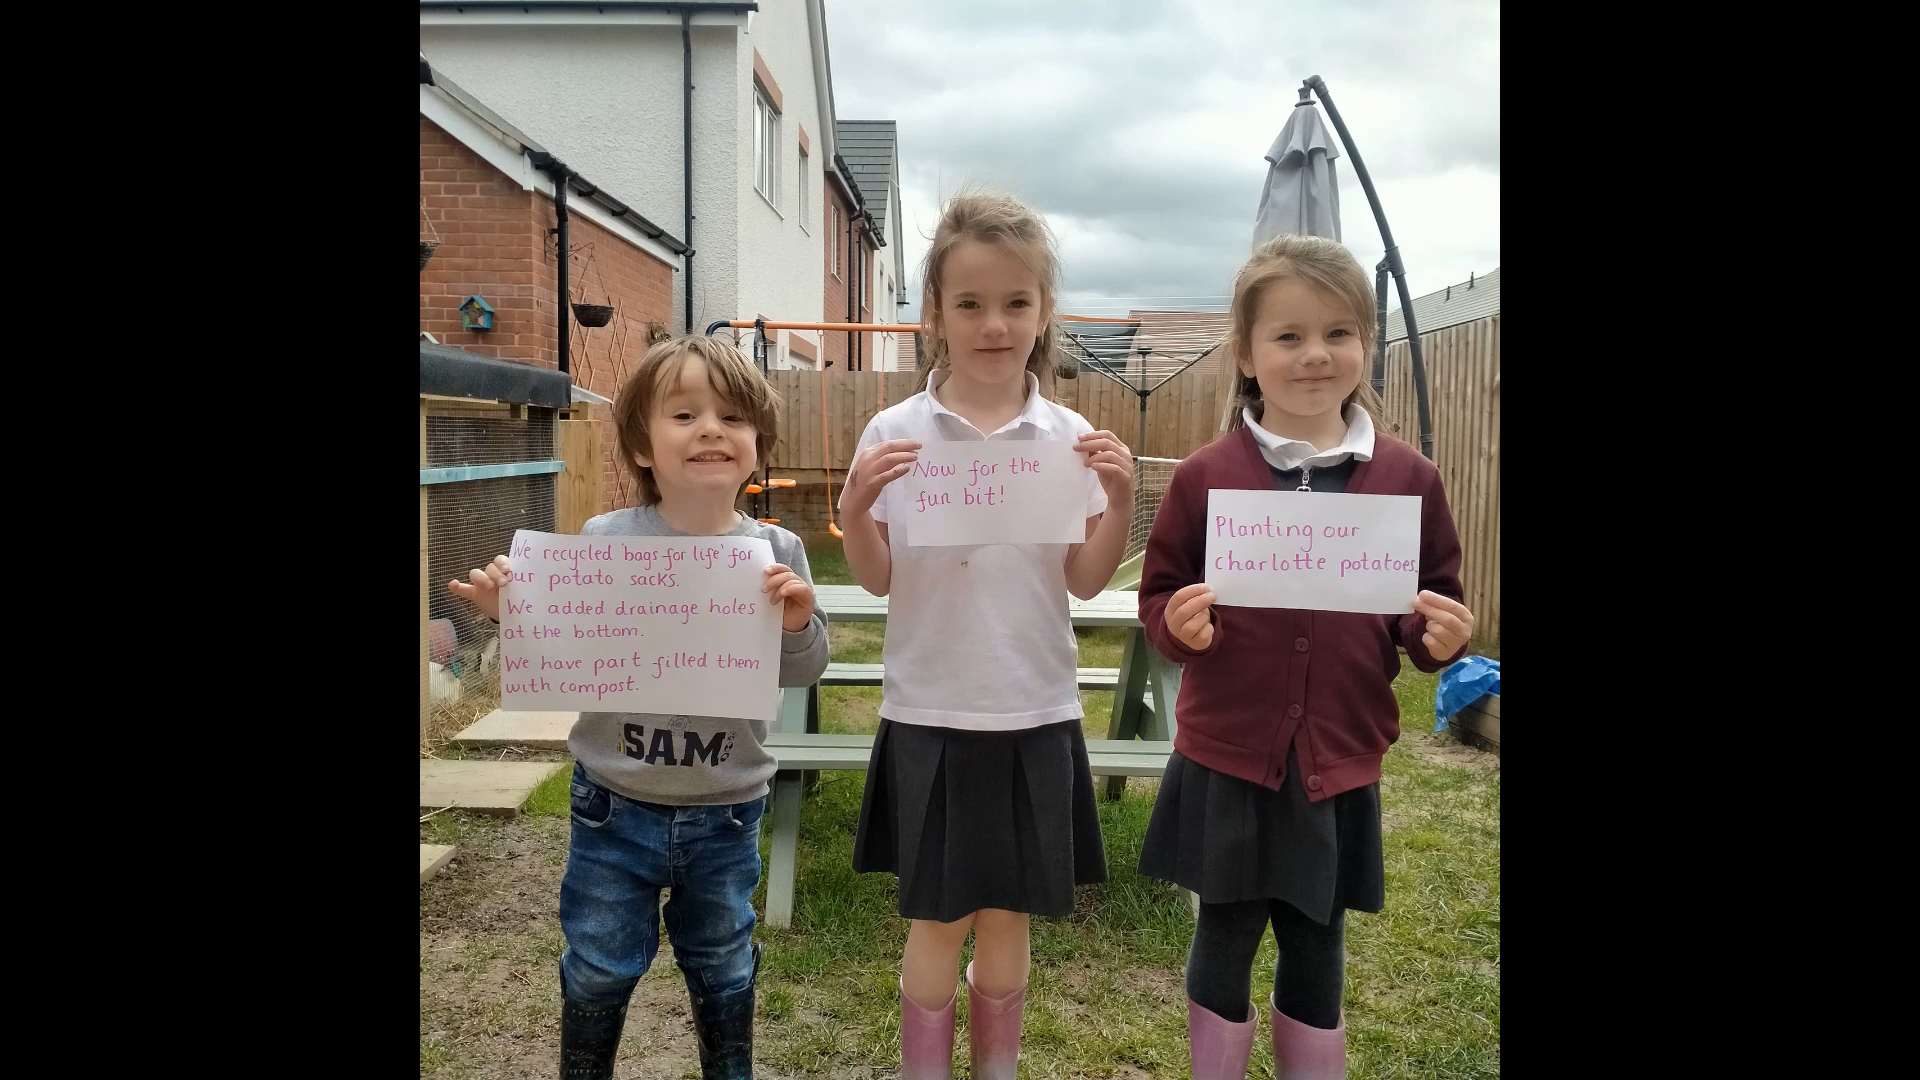 We recycled 'bags for life' for
our potato sacks.
We added drainage holes
at the bottom.
We have part filled them
with compost.
SAM
Now for the
fun bit!
Planting our
charlotte potatoes.